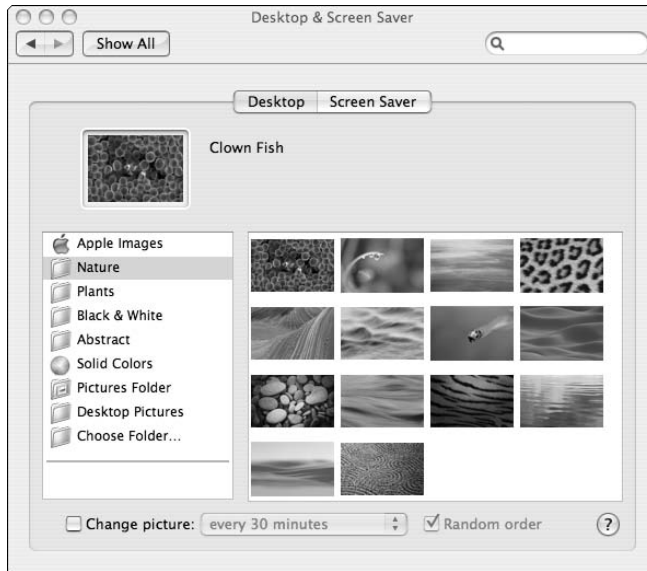 Desktop & Screen Saver
Show All
Desktop Screen Saver
Clown Fish
Apple Images
Nature
Plants
Black & White
Abstract
Solid Colors
Pictures Folder
Desktop Pictures
Choose Folder...
Change picture: every 30 minutes Random order ?